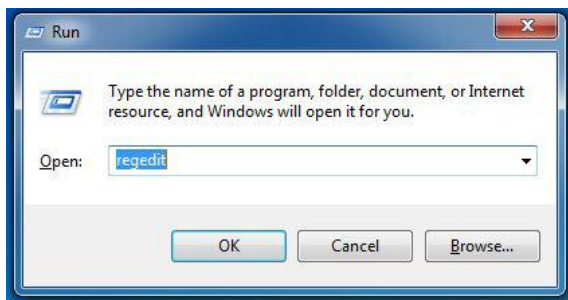 Run
Type the name of a program, folder, document, or Internet
resource, and Windows will open it for you.
Open: regedit
OK Cancel Browse...